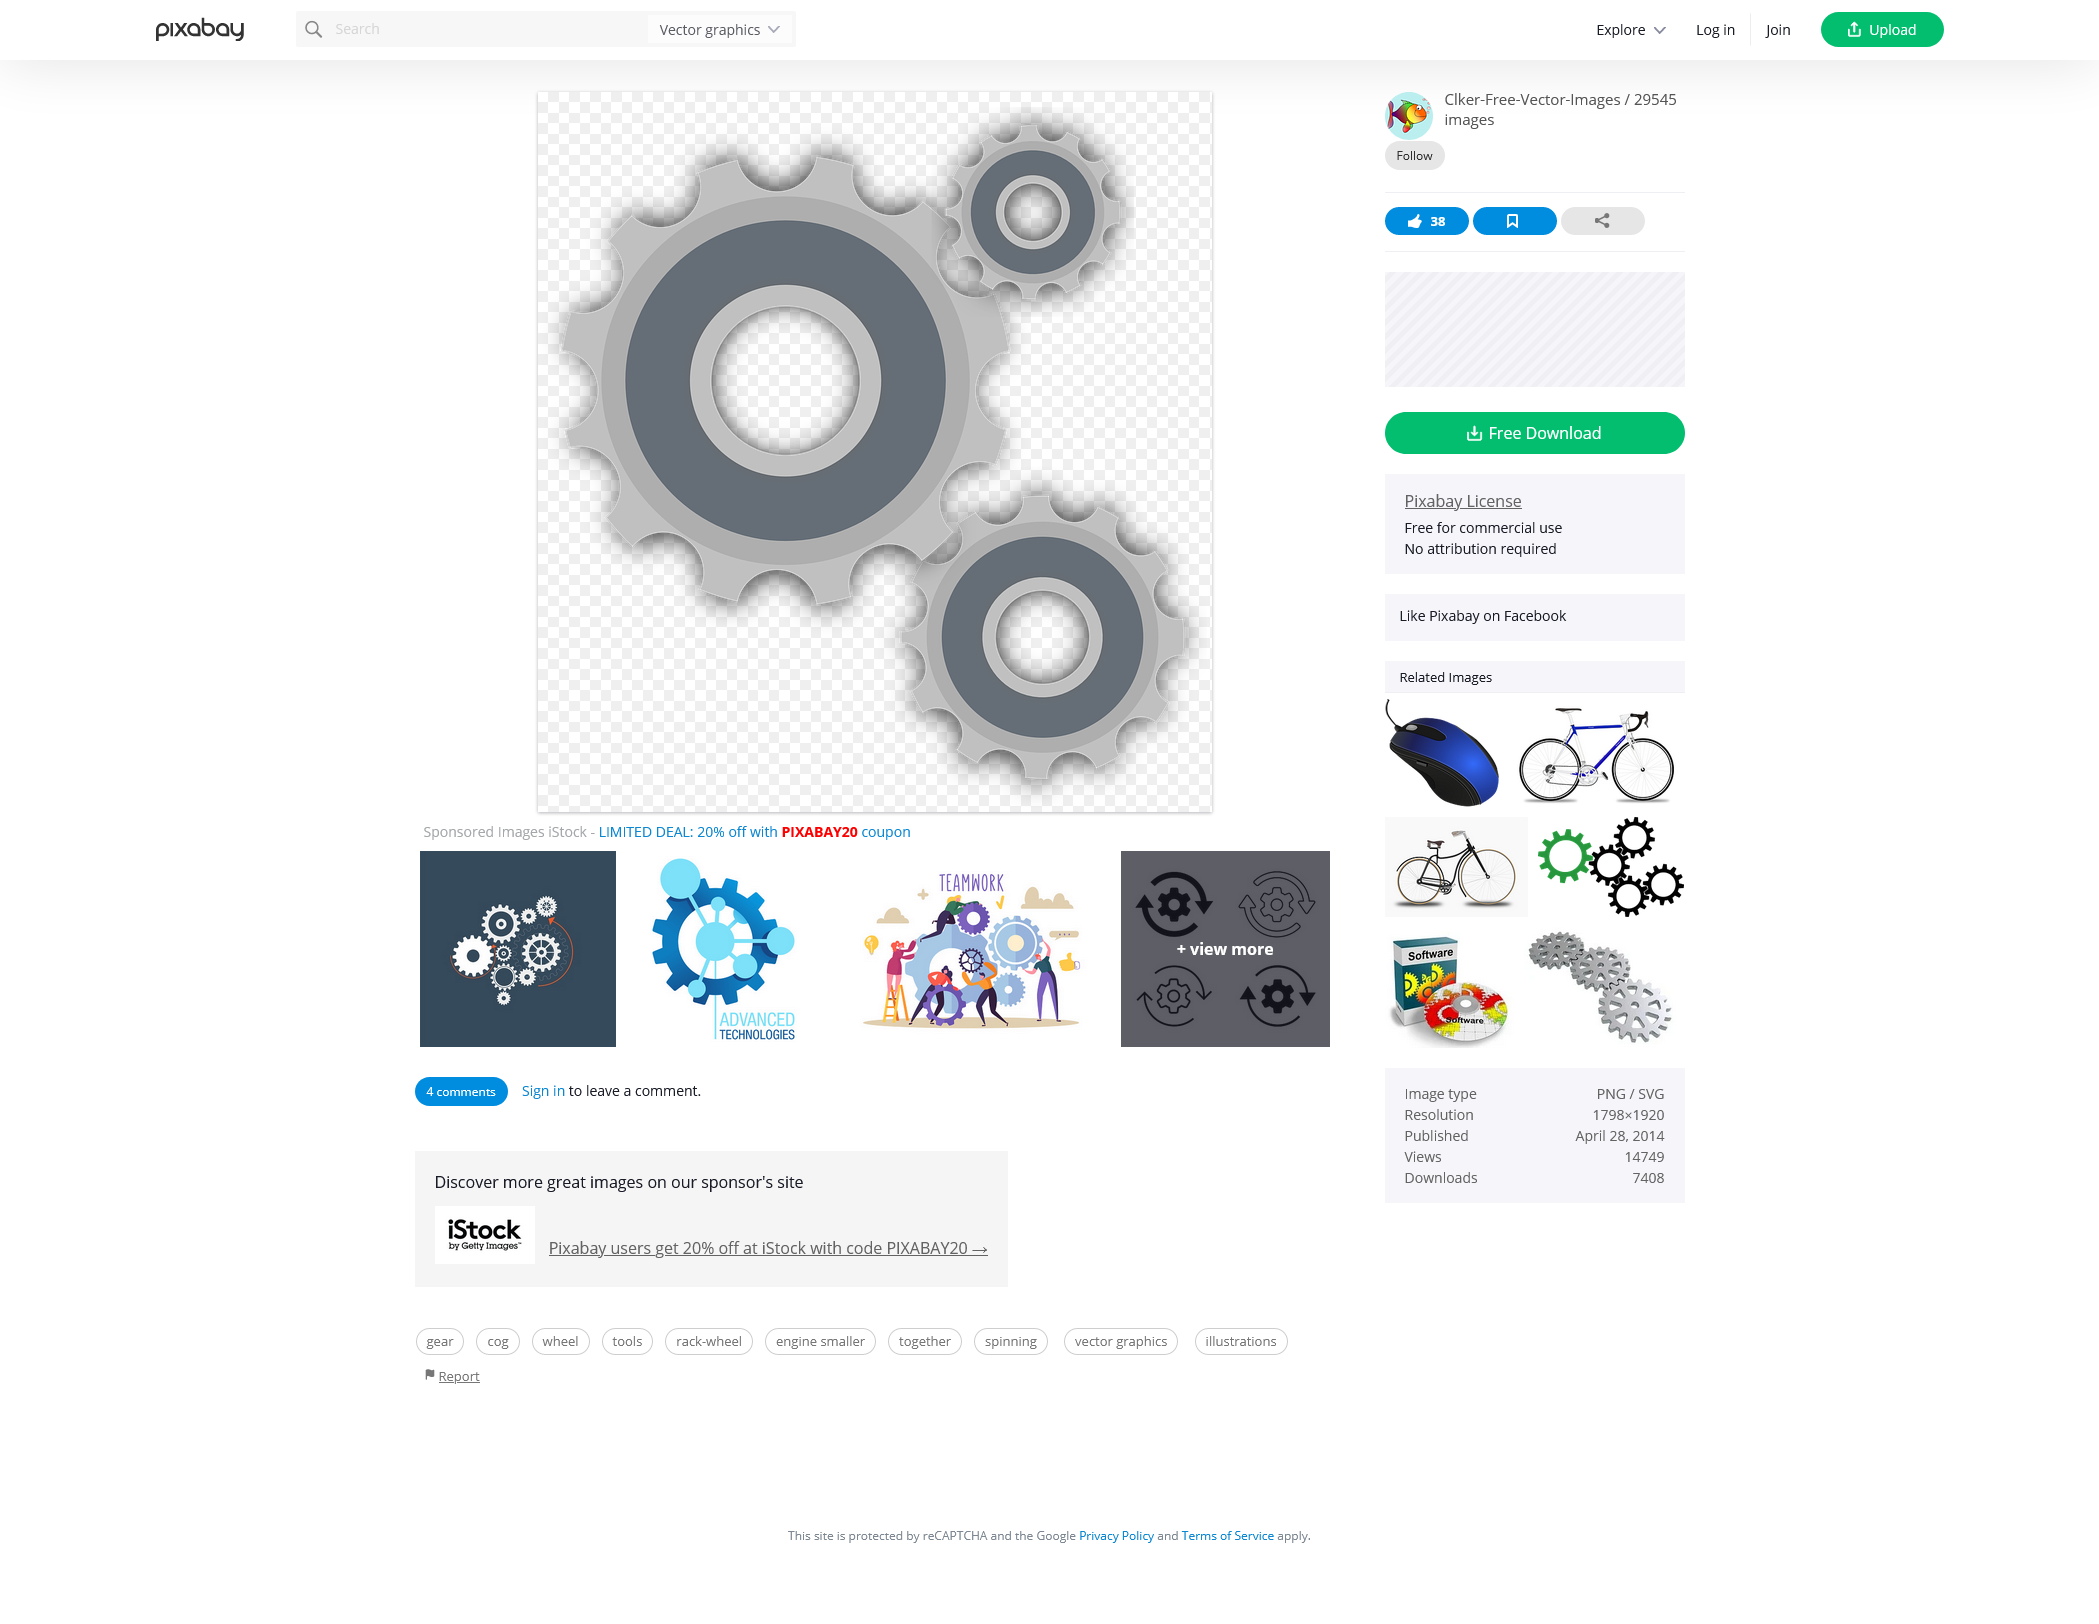 pixabay
Search
Vector graphics
Explore
Log in
Join
Upload
Clker-Free-Vector-Images / 29545
images
Follow
38
Free Download
Pixabay License
Free for commercial use
No attribution required
Like Pixabay on Facebook
Related Images
Software
Software
Sponsored Images iStock - LIMITED DEAL: 20% off with PIXABAY20 coupon
ADVANCED
TECHNOLOGIES
TEAMWORK
+ view more
4 comments
Sign in to leave a comment.
Image type PNG / SVG
Resolution 1798×1920
Published April 28, 2014
Views 14749
Downloads 7408
Discover more great images on our sponsor's site
iStock
by Getty Images™
Pixabay users get 20% off at iStock with code PIXABAY20 →
gear
cog
wheel
tools
rack-wheel
engine smaller
together
spinning
vector graphics
illustrations
Report
This site is protected by reCAPTCHA and the Google Privacy Policy and Terms of Service apply.